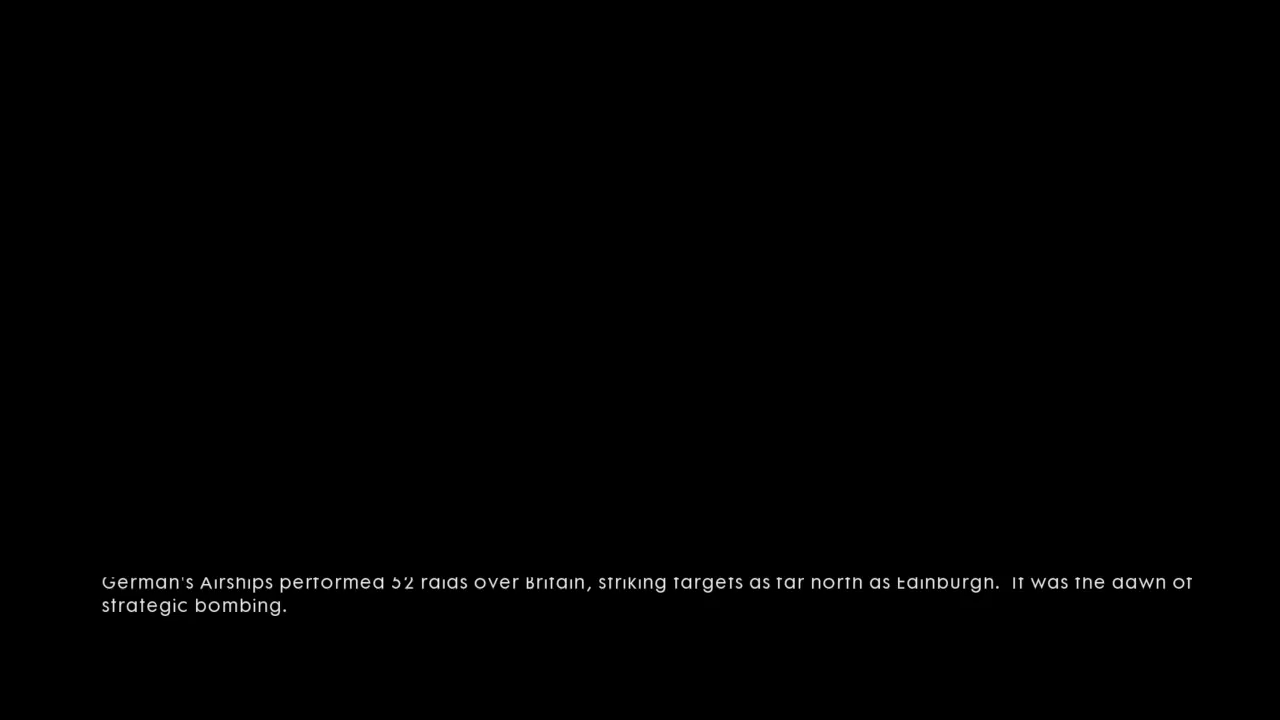 German's Airships performed 52 raids over Britain, striking targets as far north as Edinburgh.  It was the dawn of
strategic bombing.